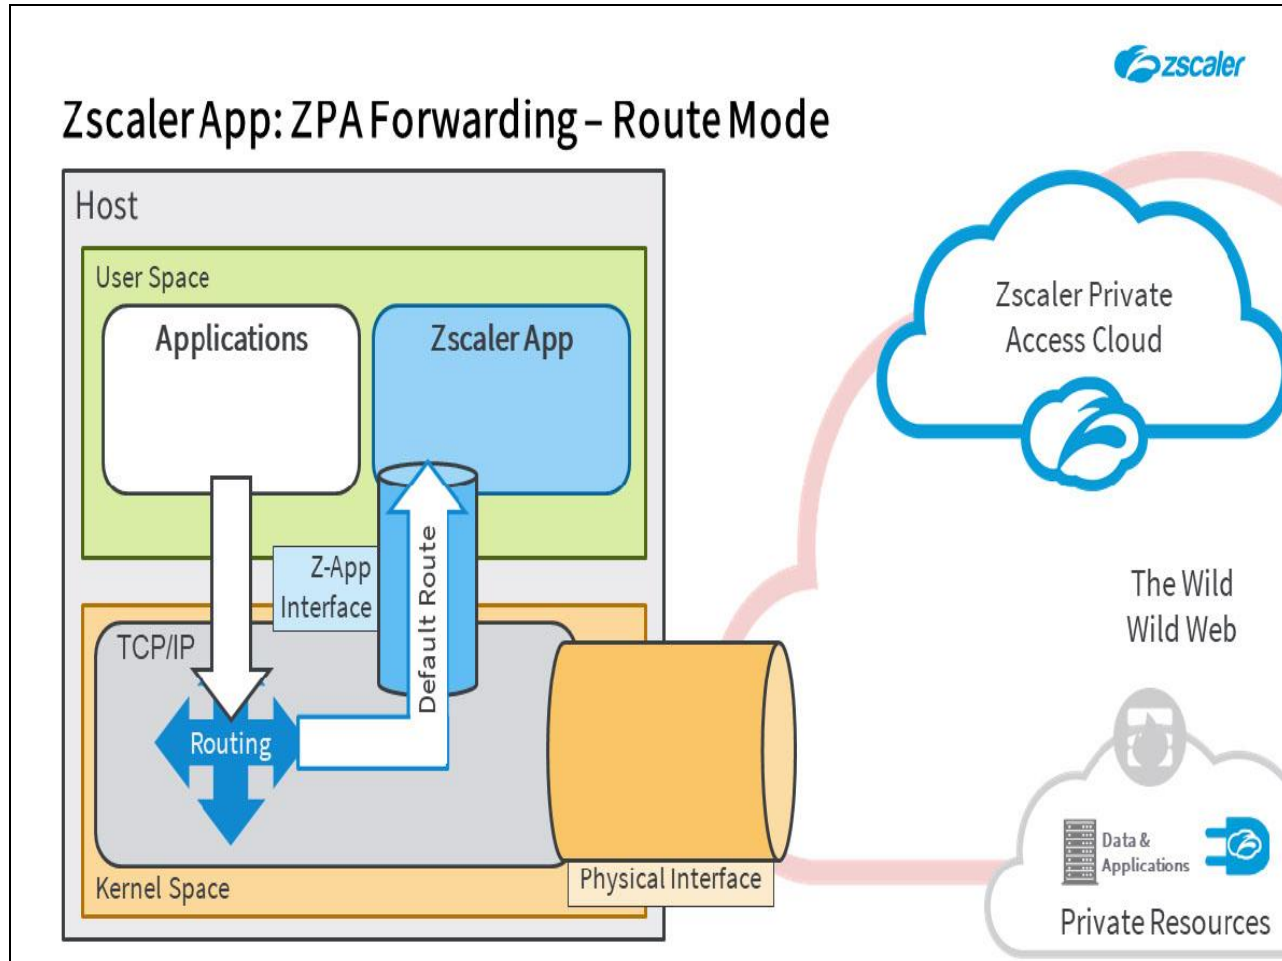 zscaler
Zscaler App: ZPA Forwarding – Route Mode
Host
User Space
Applications
Zscaler App
Z-App
Interface
Default Route
TCP/IP
Routing
Kernel Space
Physical Interface
Zscaler Private
Access Cloud
The Wild
Wild Web
Data &
Applications
Private Resources